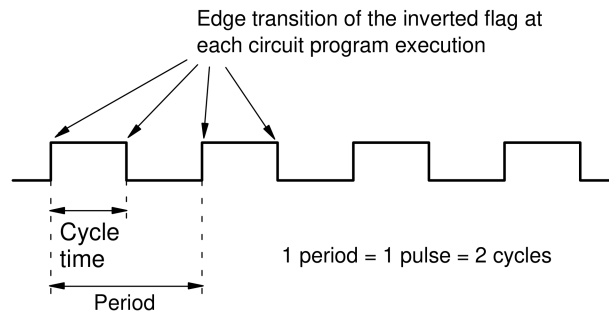 Edge transition of the inverted flag at
each circuit program execution
Cycle
time
1 period = 1 pulse = 2 cycles
Period